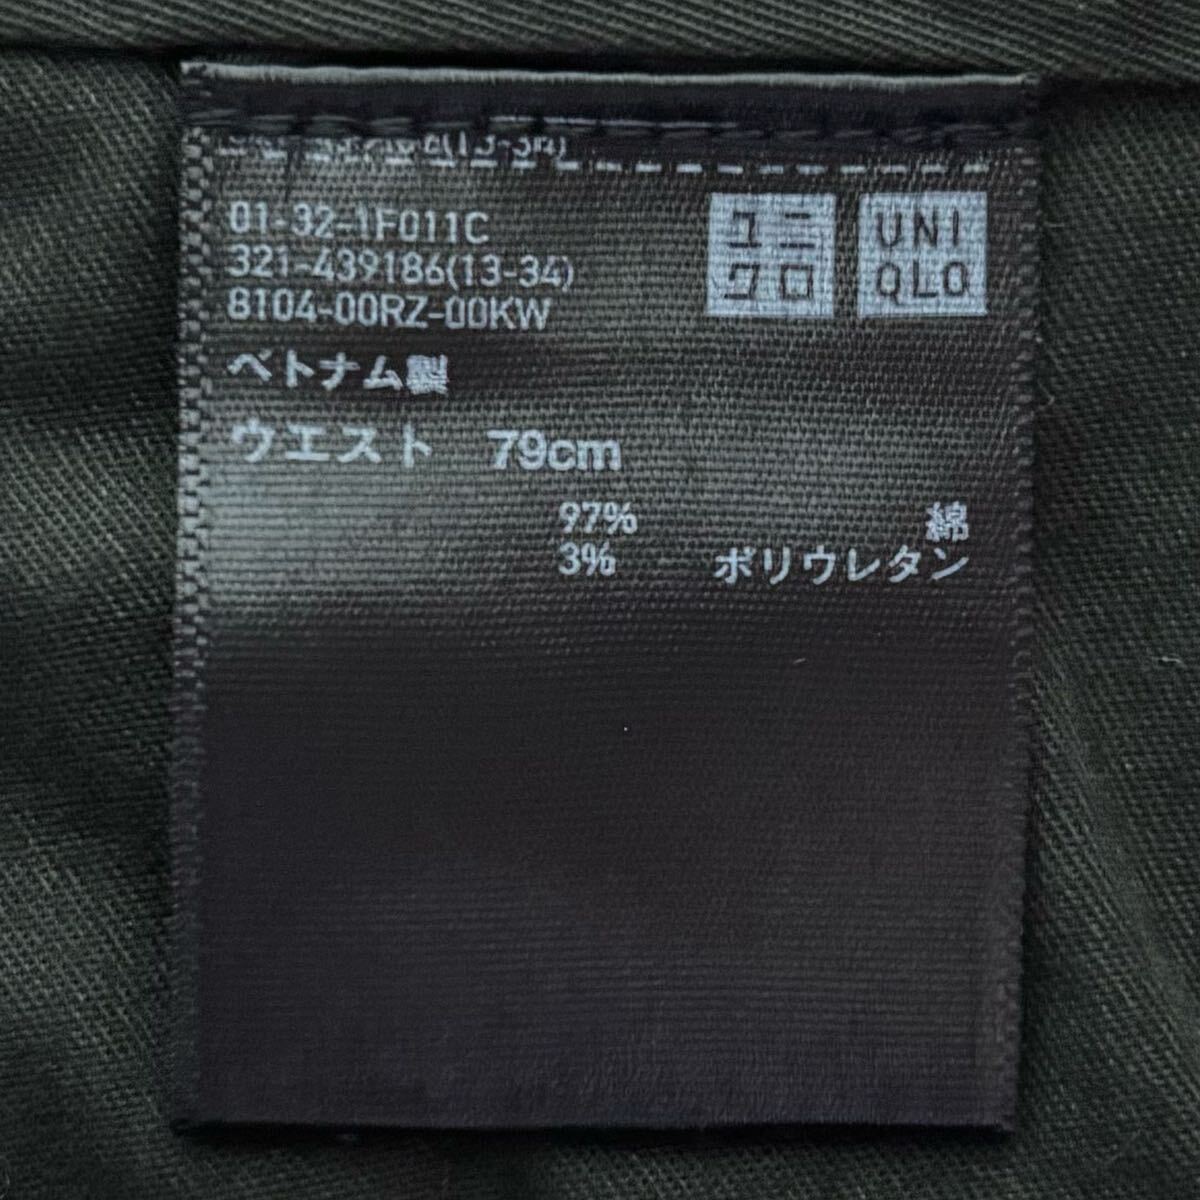 01-32-1F011C
321-439186(13-34)
8104-00RZ-00KW
ユニ
クロ
UNI
QLO
ベトナム製
ウエスト 79cm
97% 綿
3% ポリウレタン